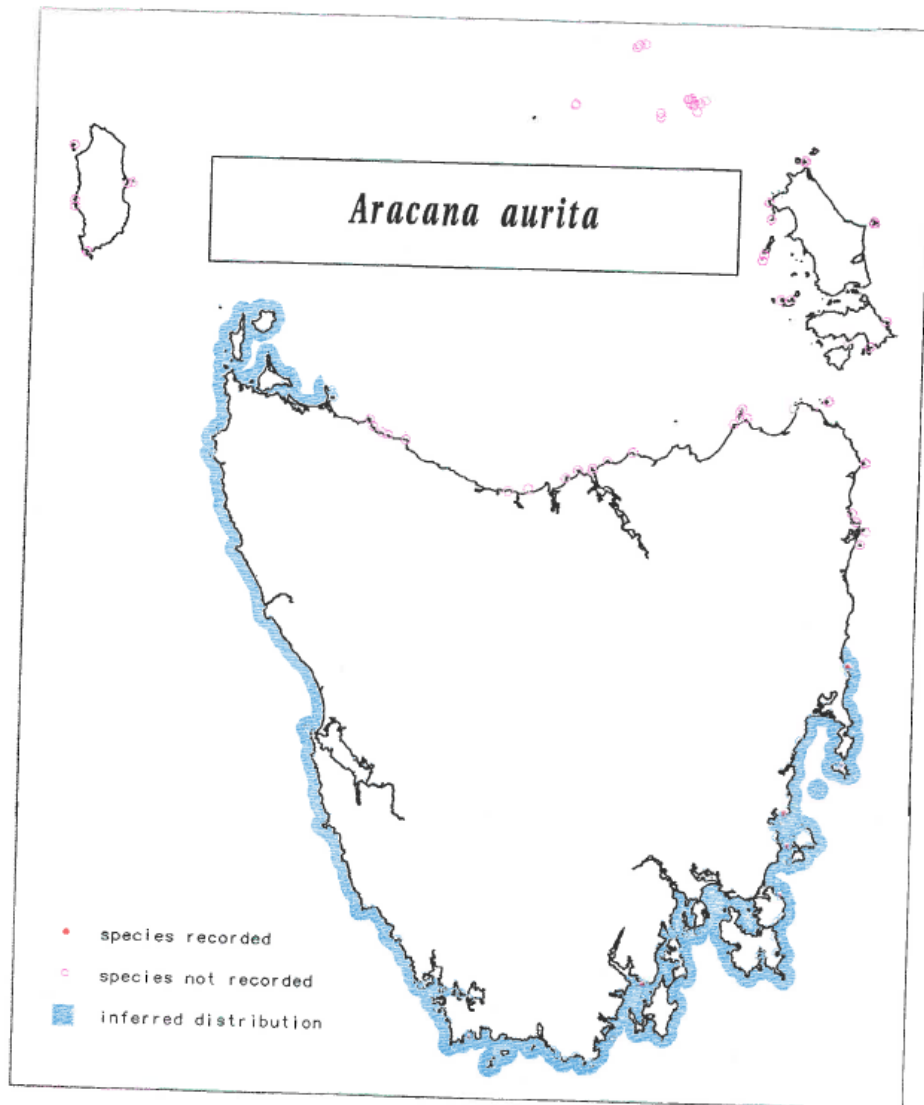 Aracana aurita
species recorded
species not recorded
inferred distribution